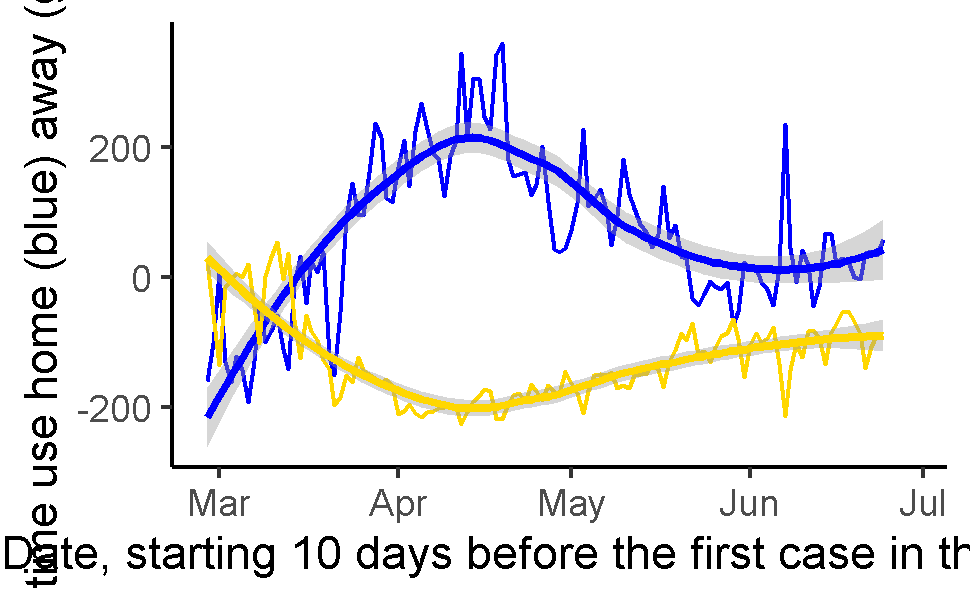 time use home (blue) away (
200
0
-200
Mar Apr May Jun Jul
Date, starting 10 days before the first case in th